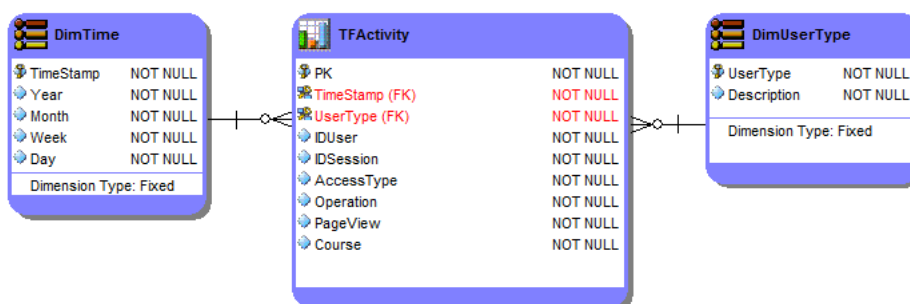 DimTime
TimeStamp NOT NULL
Year NOT NULL
Month NOT NULL
Week NOT NULL
Day NOT NULL
Dimension Type: Fixed
TFActivity
PK NOT NULL
TimeStamp (FK) NOT NULL
UserType (FK) NOT NULL
IDUser NOT NULL
IDSession NOT NULL
AccessType NOT NULL
Operation NOT NULL
PageView NOT NULL
Course NOT NULL
DimUserType
UserType NOT NULL
Description NOT NULL
Dimension Type: Fixed